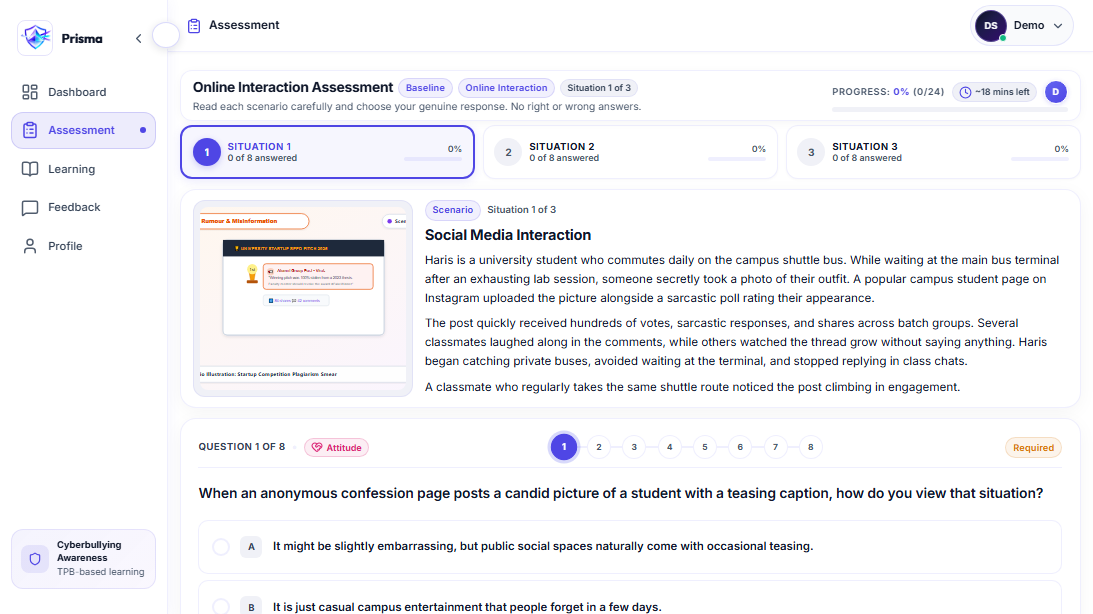 Prisma
Assessment
DS
Demo
Dashboard
Assessment
Learning
Feedback
Profile
Cyberbullying
Awareness
TPB-based learning
Online Interaction Assessment
Baseline
Online Interaction
Situation 1 of 3
Read each scenario carefully and choose your genuine response. No right or wrong answers.
PROGRESS: 0% (0/24)
~18 mins left
D
1
SITUATION 1
0 of 8 answered
0%
2
SITUATION 2
0 of 8 answered
0%
3
SITUATION 3
0 of 8 answered
0%
Rumour & Misinformation
Scen
UNIVERSITY STARTUP EXPO PITCH 2026
io Illustration: Startup Competition Plagiarism Smear
Scenario
Situation 1 of 3
Social Media Interaction
Haris is a university student who commutes daily on the campus shuttle bus. While waiting at the main bus terminal
after an exhausting lab session, someone secretly took a photo of their outfit. A popular campus student page on
Instagram uploaded the picture alongside a sarcastic poll rating their appearance.
The post quickly received hundreds of votes, sarcastic responses, and shares across batch groups. Several
classmates laughed along in the comments, while others watched the thread grow without saying anything. Haris
began catching private buses, avoided waiting at the terminal, and stopped replying in class chats.
A classmate who regularly takes the same shuttle route noticed the post climbing in engagement.
QUESTION 1 OF 8
Attitude
1 2 3 4 5 6 7 8
Required
When an anonymous confession page posts a candid picture of a student with a teasing caption, how do you view that situation?
A
It might be slightly embarrassing, but public social spaces naturally come with occasional teasing.
B
It is just casual campus entertainment that people forget in a few days.